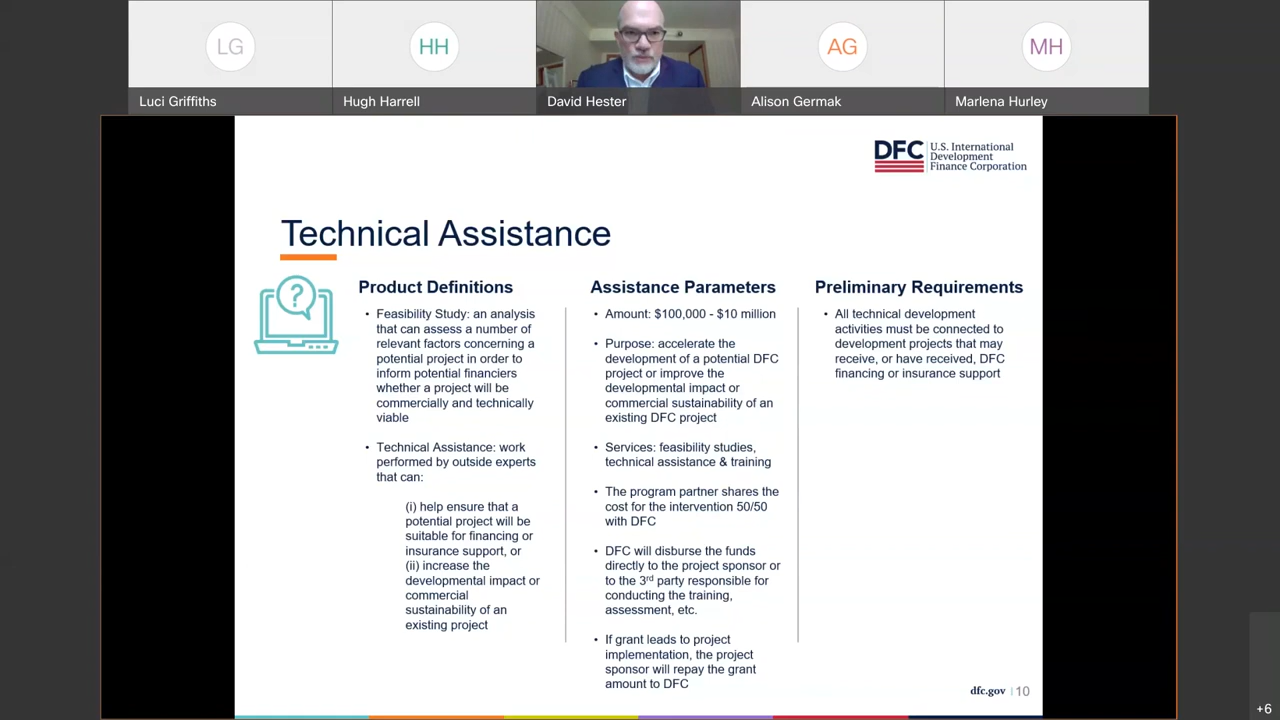 LG
HH
AG
MH
Luci Griffiths
Hugh Harrell
David Hester
Alison Germak
Marlena Hurley
DFC
U.S. International
Development
Finance Corporation
Technical Assistance
?
Product Definitions
• Feasibility Study: an analysis
that can assess a number of
relevant factors concerning a
potential project in order to
inform potential financiers
whether a project will be
commercially and technically
viable
• Technical Assistance: work
performed by outside experts
that can:
(i) help ensure that a
potential project will be
suitable for financing or
insurance support, or
(ii) increase the
developmental impact or
commercial
sustainability of an
existing project
Assistance Parameters
• Amount: $100,000 - $10 million
• Purpose: accelerate the
development of a potential DFC
project or improve the
developmental impact or
commercial sustainability of an
existing DFC project
• Services: feasibility studies,
technical assistance & training
• The program partner shares the
cost for the intervention 50/50
with DFC
• DFC will disburse the funds
directly to the project sponsor or
to the 3rd party responsible for
conducting the training,
assessment, etc.
• If grant leads to project
implementation, the project
sponsor will repay the grant
amount to DFC
Preliminary Requirements
• All technical development
activities must be connected to
development projects that may
receive, or have received, DFC
financing or insurance support
dfc.gov | 10
+6